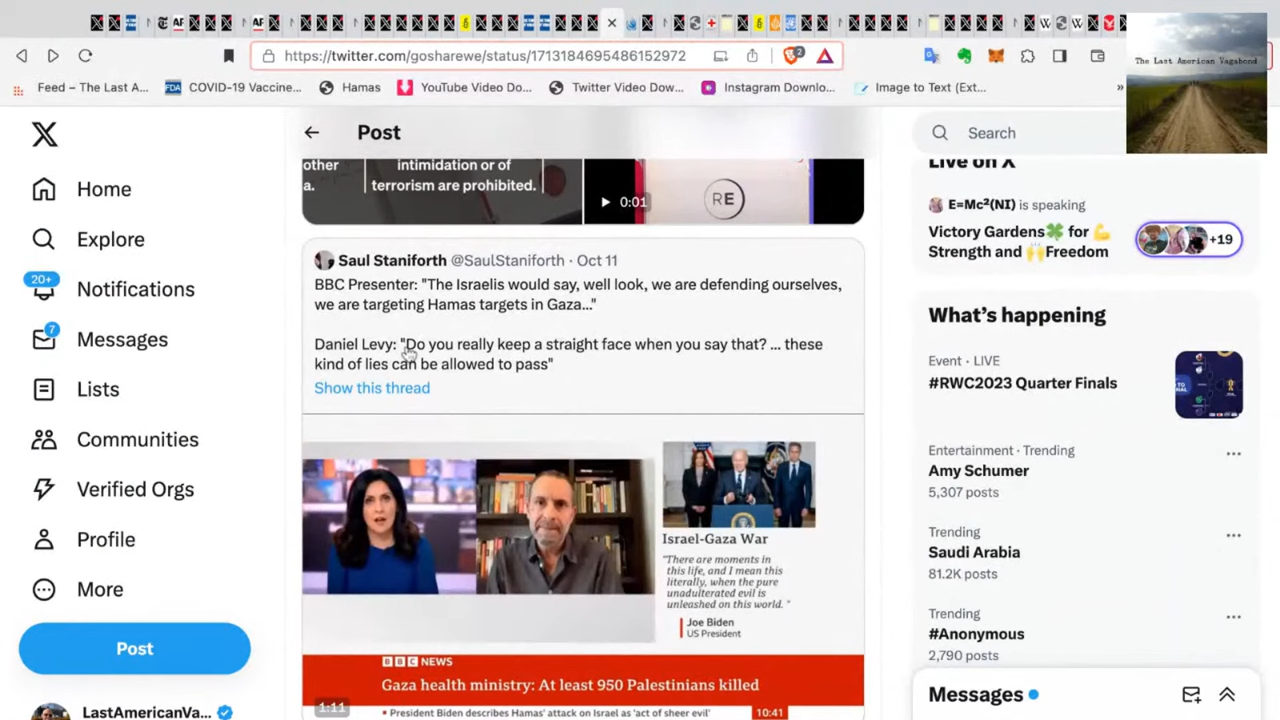 https://twitter.com/gosharewe/status/1713184695486152972
2
The Last American Vagabond
Feed – The Last A...
FDA
COVID-19 Vaccine...
Hamas
YouTube Video Do...
Twitter Video Dow...
Instagram Downlo...
Image to Text (Ext...
»
Home
Explore
20+
Notifications
7
Messages
Lists
Communities
Verified Orgs
Profile
More
Post
LastAmericanVa...
Post
other
a.
intimidation or of
terrorism are prohibited.
0:01
RE
Saul Staniforth @SaulStaniforth · Oct 11
BBC Presenter: "The Israelis would say, well look, we are defending ourselves,
we are targeting Hamas targets in Gaza..."
Daniel Levy: "Do you really keep a straight face when you say that? ... these
kind of lies can be allowed to pass"
Show this thread
Israel-Gaza War
"There are moments in
this life, and I mean this
literally, when the pure
unadulterated evil is
unleashed on this world. "
Joe Biden
US President
BBC NEWS
Gaza health ministry: At least 950 Palestinians killed
1:11
• President Biden describes Hamas' attack on Israel as 'act of sheer evil'
10:41
Search
Live on X
E=Mc²(NI) is speaking
Victory Gardens🍀 for 💪
Strength and 🙌Freedom
+19
What's happening
Event · LIVE
#RWC2023 Quarter Finals
Entertainment · Trending
Amy Schumer
5,307 posts
Trending
Saudi Arabia
81.2K posts
Trending
#Anonymous
2,790 posts
Messages